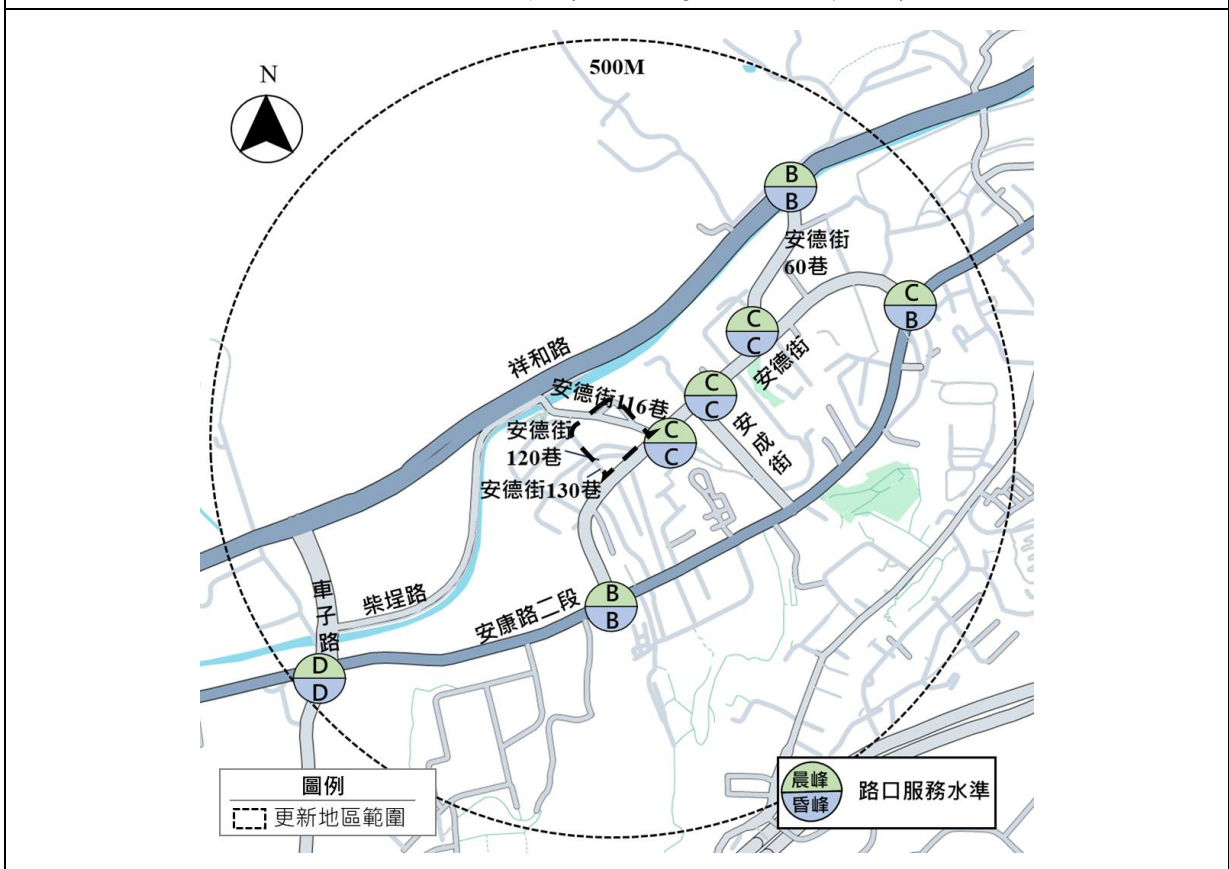 500M
N
B
B
安德街
60巷
C
B
C
C
安德街
祥和路
C
C
安德街116巷
安成街
C
C
安德街
120巷
安德街130巷
車子路
柴埕路
安康路二段
B
B
D
D
圖例
更新地區範圍
晨峰
昏峰
路口服務水準